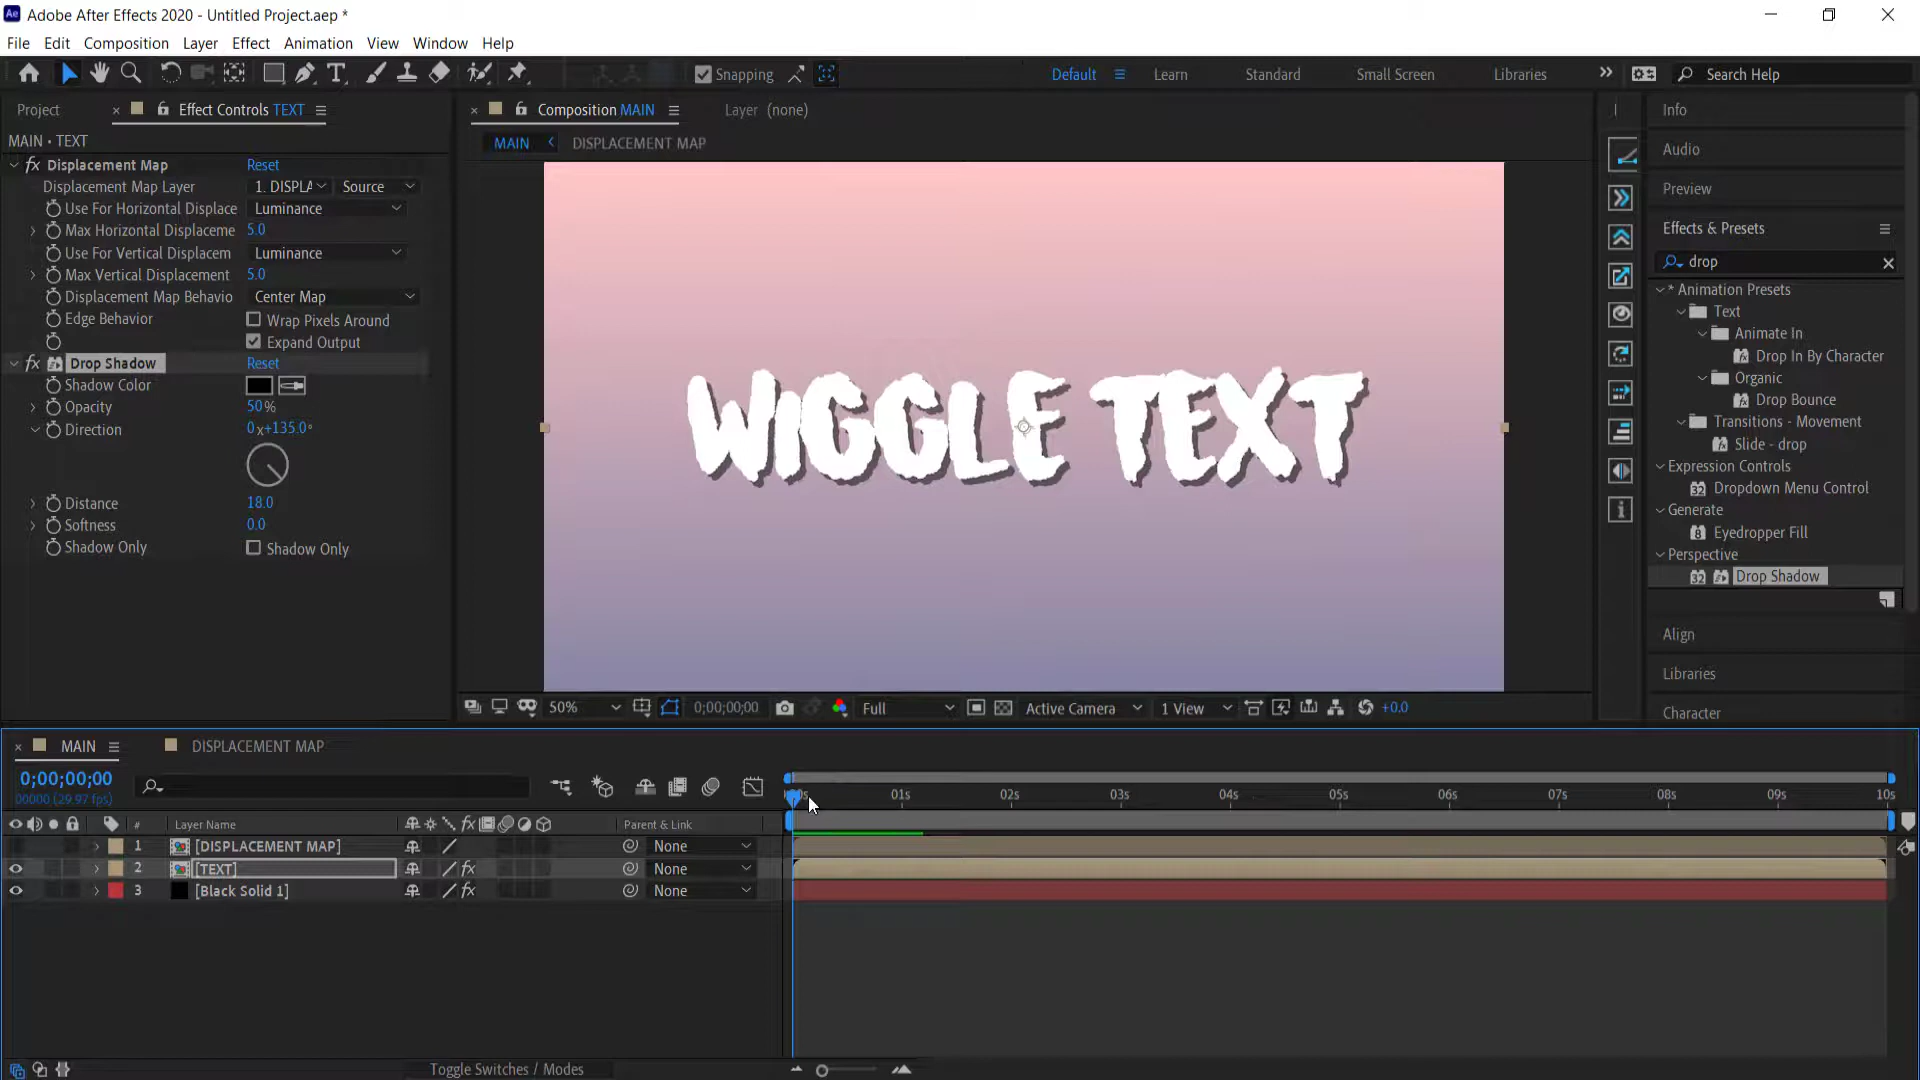 Adobe After Effects 2020 - Untitled Project.aep *
File Edit Composition Layer Effect Animation View Window Help
Snapping Default Learn Standard Small Screen Libraries Search Help
Project Effect Controls TEXT
Composition MAIN Layer (none)
MAIN • TEXT
MAIN DISPLACEMENT MAP
Displacement Map Reset
Displacement Map Layer 1. DISPLA Source
Use For Horizontal Displace Luminance
Max Horizontal Displaceme 5.0
Use For Vertical Displacem Luminance
Max Vertical Displacement 5.0
Displacement Map Behavio Center Map
Edge Behavior Wrap Pixels Around
Expand Output
Drop Shadow Reset
Shadow Color
Opacity 50%
Direction 0x+135.0°
Distance 18.0
Softness 0.0
Shadow Only Shadow Only
WIGGLE TEXT
50% 0;00;00;00 Full Active Camera 1 View +0.0
Info
Audio
Preview
Effects & Presets
drop
* Animation Presets
Text
Animate In
Drop In By Character
Organic
Drop Bounce
Transitions - Movement
Slide - drop
Expression Controls
32 Dropdown Menu Control
Generate
8 Eyedropper Fill
Perspective
32 Drop Shadow
Align
Libraries
Character
MAIN DISPLACEMENT MAP
0;00;00;00
00000 (29.97 fps)
01s 02s 03s 04s 05s 06s 07s 08s 09s 10s
# Layer Name Parent & Link
1 [DISPLACEMENT MAP] None
2 [TEXT] None
3 [Black Solid 1] None
Toggle Switches / Modes